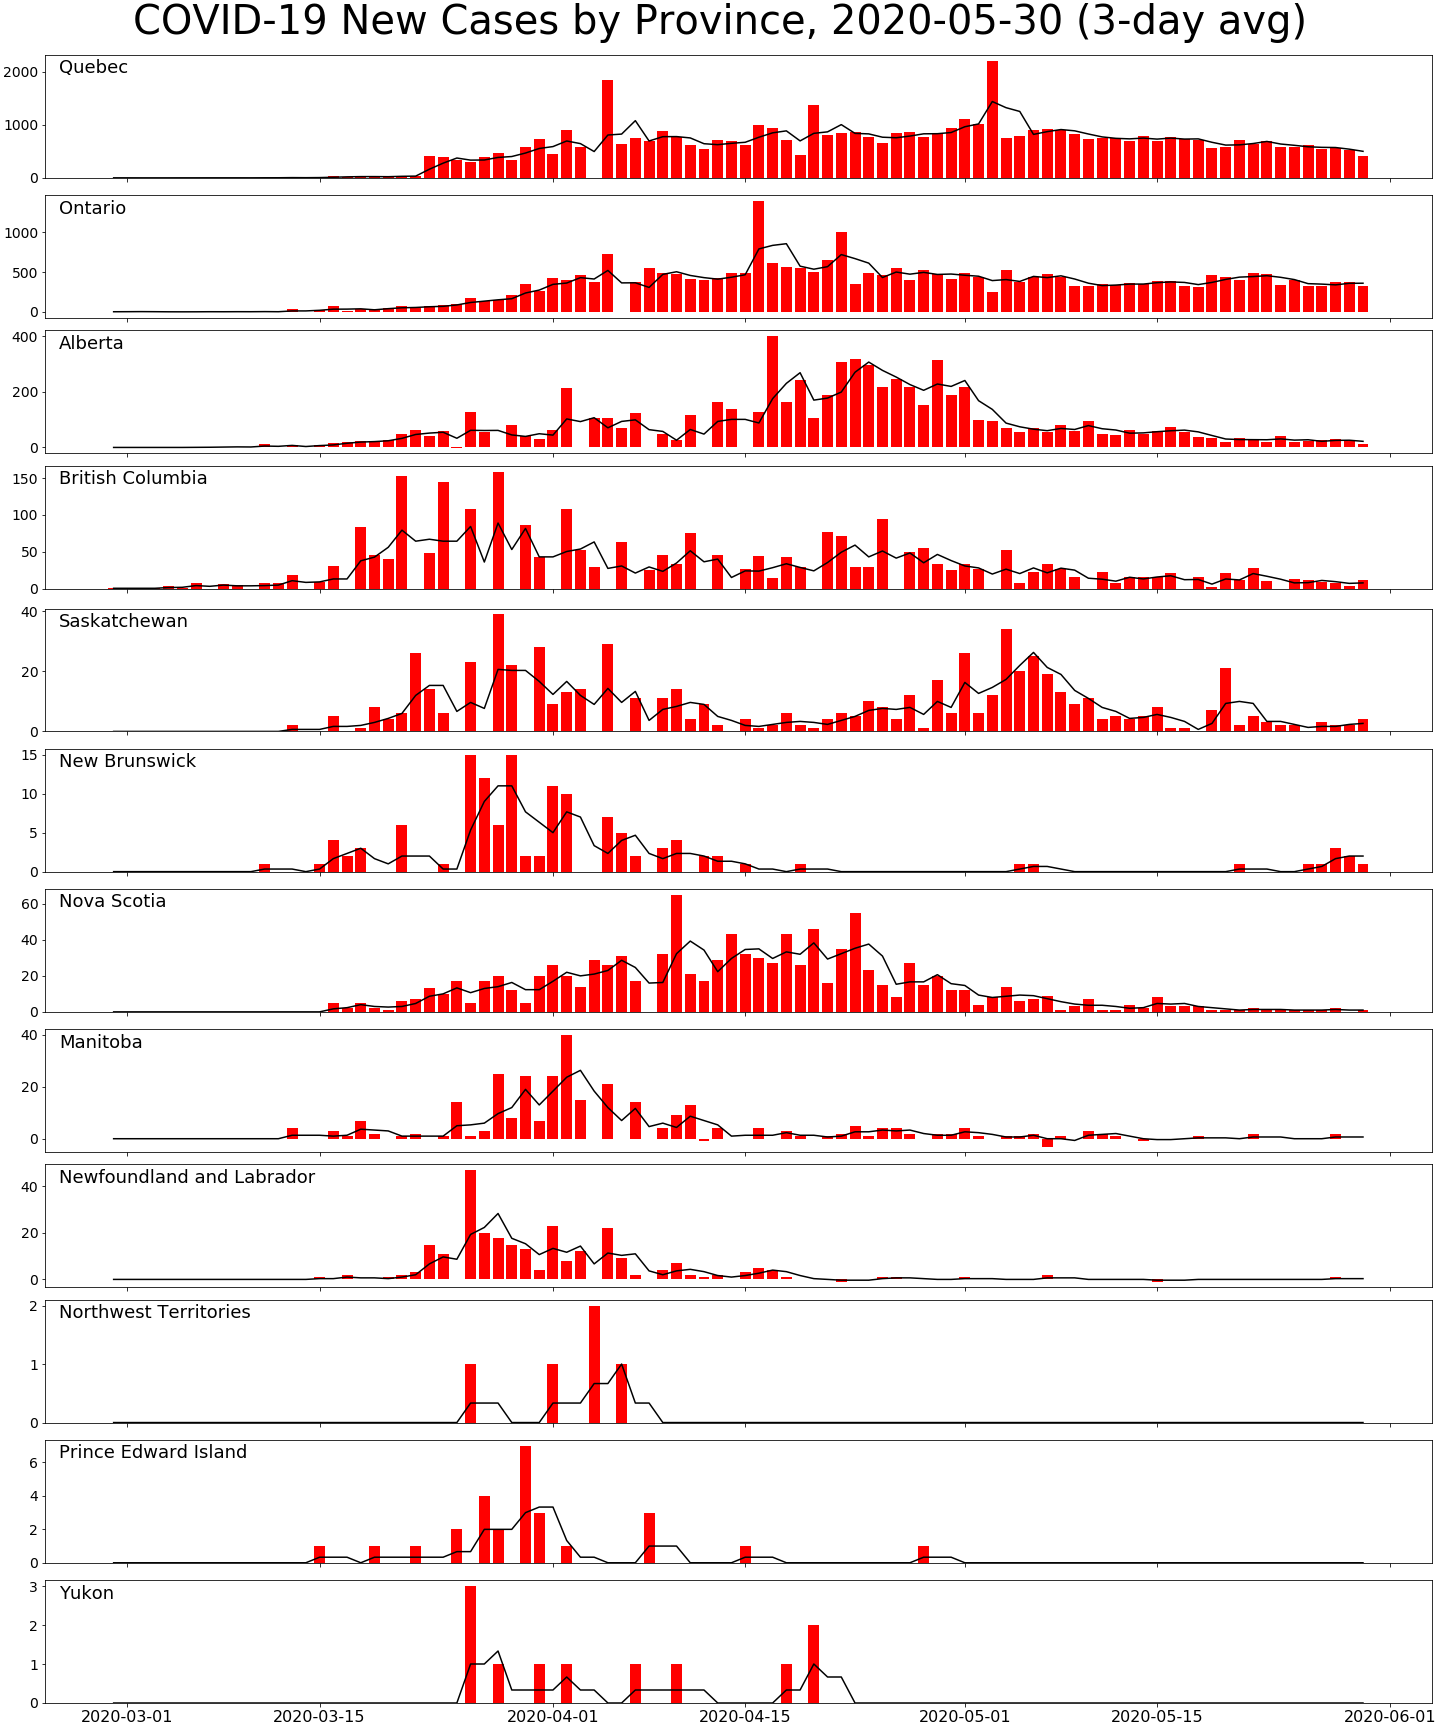 COVID-19 New Cases by Province, 2020-05-30 (3-day avg)
Quebec
2000
1000
0
Ontario
1000
500
0
Alberta
400
200
0
British Columbia
150
100
50
0
Saskatchewan
40
20
0
New Brunswick
15
10
5
0
Nova Scotia
60
40
20
0
Manitoba
40
20
0
Newfoundland and Labrador
40
20
0
Northwest Territories
2
1
0
Prince Edward Island
6
4
2
0
Yukon
3
2
1
0
2020-03-01 2020-03-15 2020-04-01 2020-04-15 2020-05-01 2020-05-15 2020-06-01